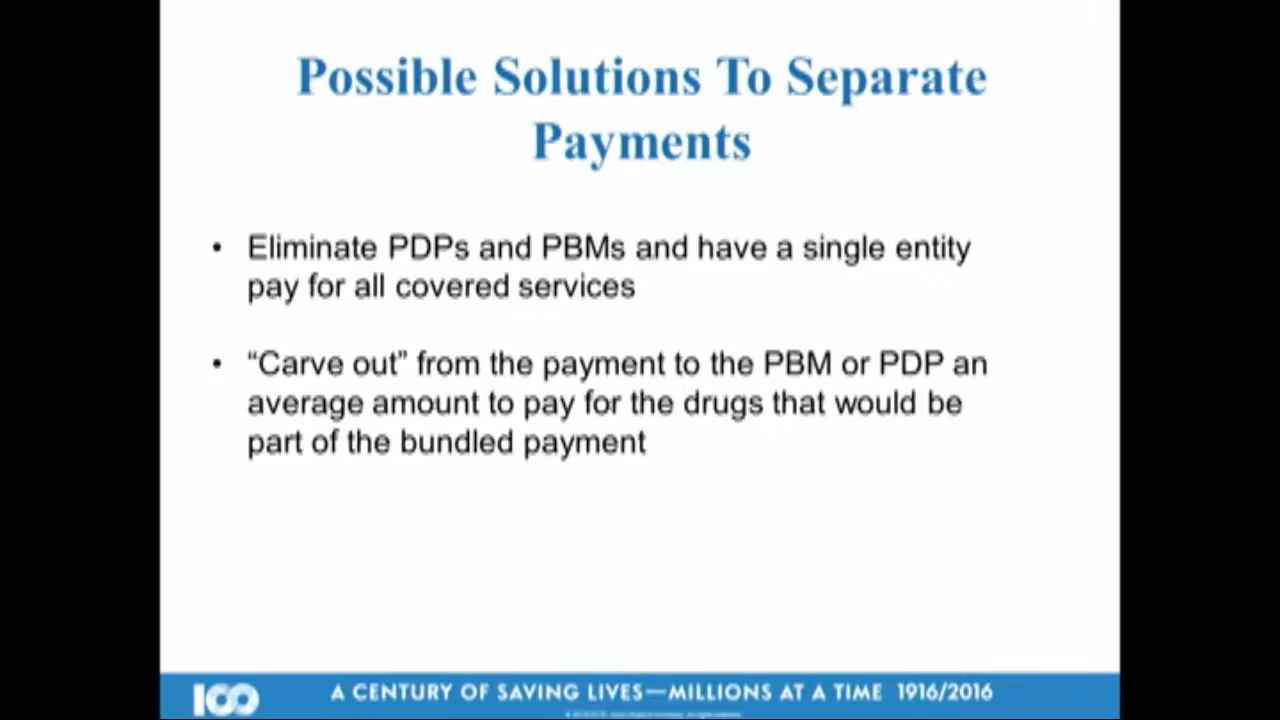 Possible Solutions To Separate
Payments
• Eliminate PDPs and PBMs and have a single entity
pay for all covered services
• “Carve out” from the payment to the PBM or PDP an
average amount to pay for the drugs that would be
part of the bundled payment
100 A CENTURY OF SAVING LIVES—MILLIONS AT A TIME 1916/2016